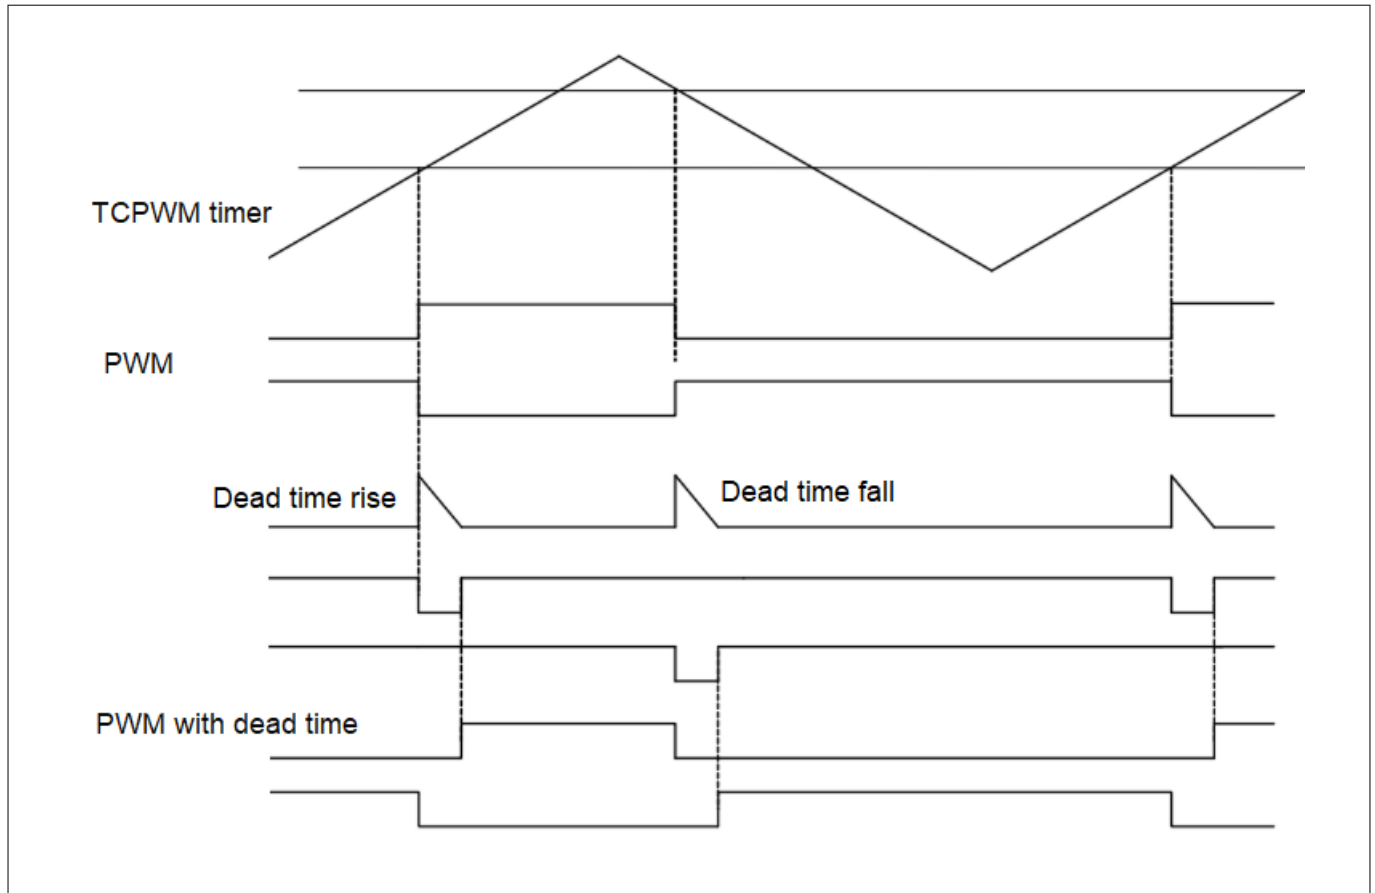 TCPWM timer
PWM
Dead time rise
Dead time fall
PWM with dead time